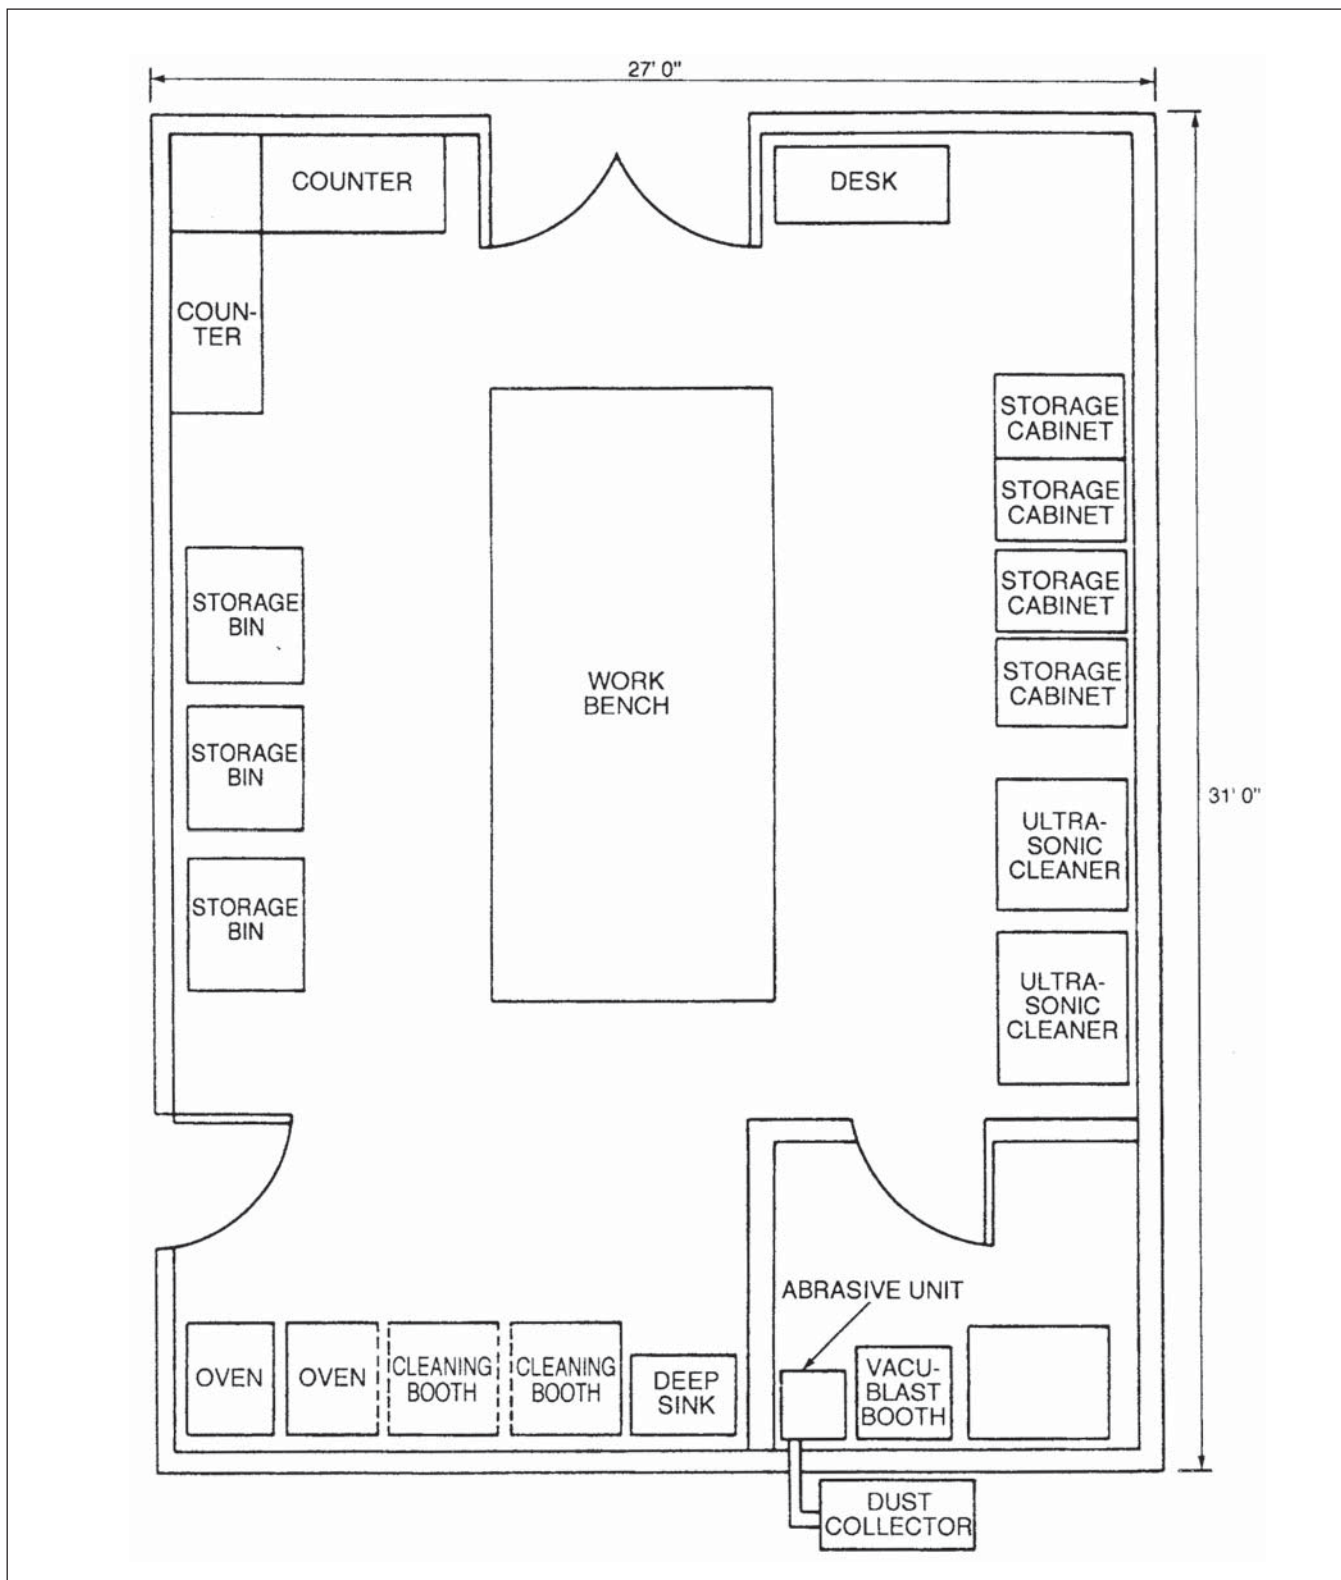 27' 0"
COUNTER
DESK
COUN-
TER
STORAGE
CABINET
STORAGE
CABINET
STORAGE
CABINET
STORAGE
CABINET
STORAGE
BIN
STORAGE
BIN
STORAGE
BIN
WORK
BENCH
31' 0"
ULTRA-
SONIC
CLEANER
ULTRA-
SONIC
CLEANER
ABRASIVE UNIT
OVEN
OVEN
CLEANING
BOOTH
CLEANING
BOOTH
DEEP
SINK
VACU-
BLAST
BOOTH
DUST
COLLECTOR